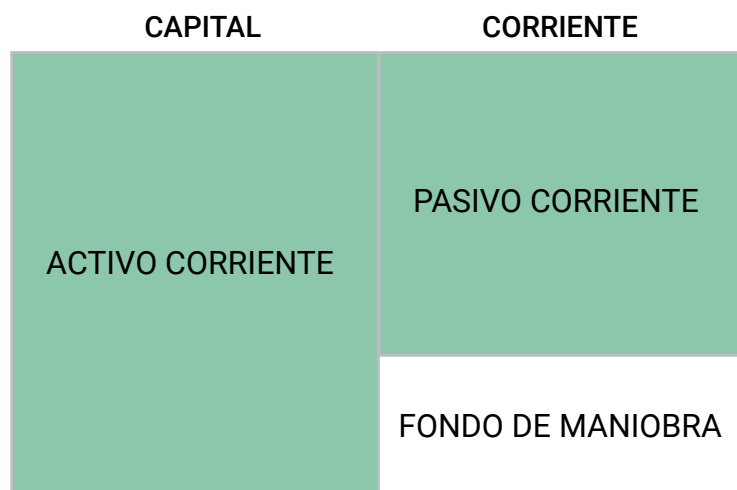 CAPITAL CORRIENTE
ACTIVO CORRIENTE
PASIVO CORRIENTE
FONDO DE MANIOBRA